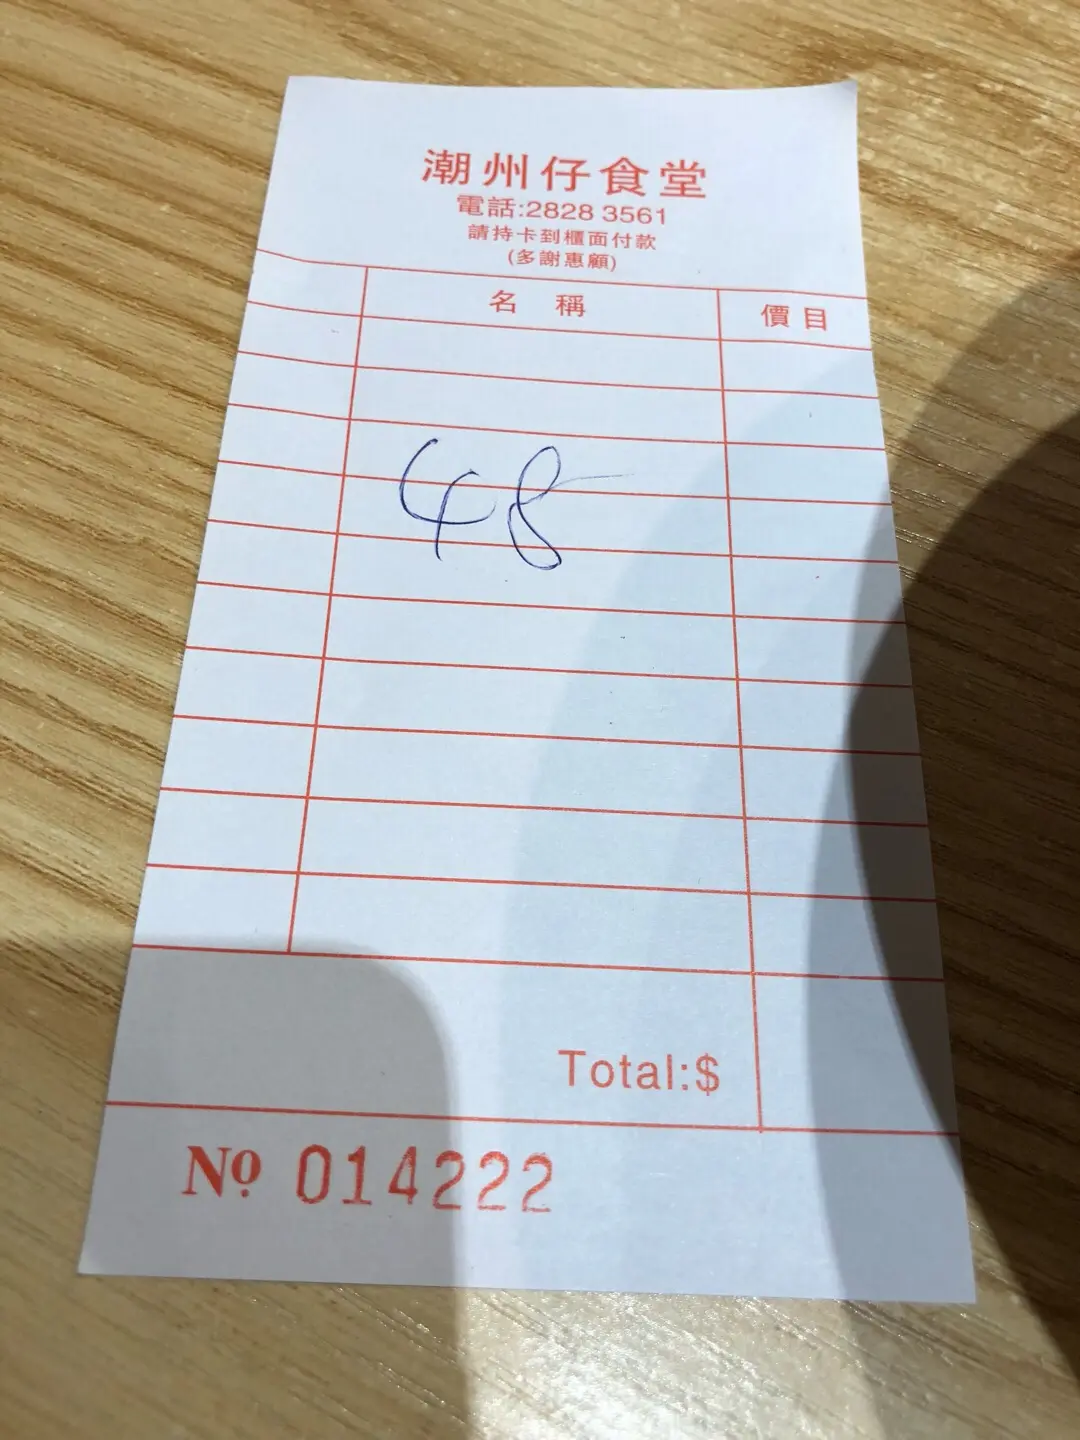 潮州仔食堂
電話:2828 3561
請持卡到櫃面付款
(多謝惠顧)
名 稱 價目
48
Total:$
Nº 014222